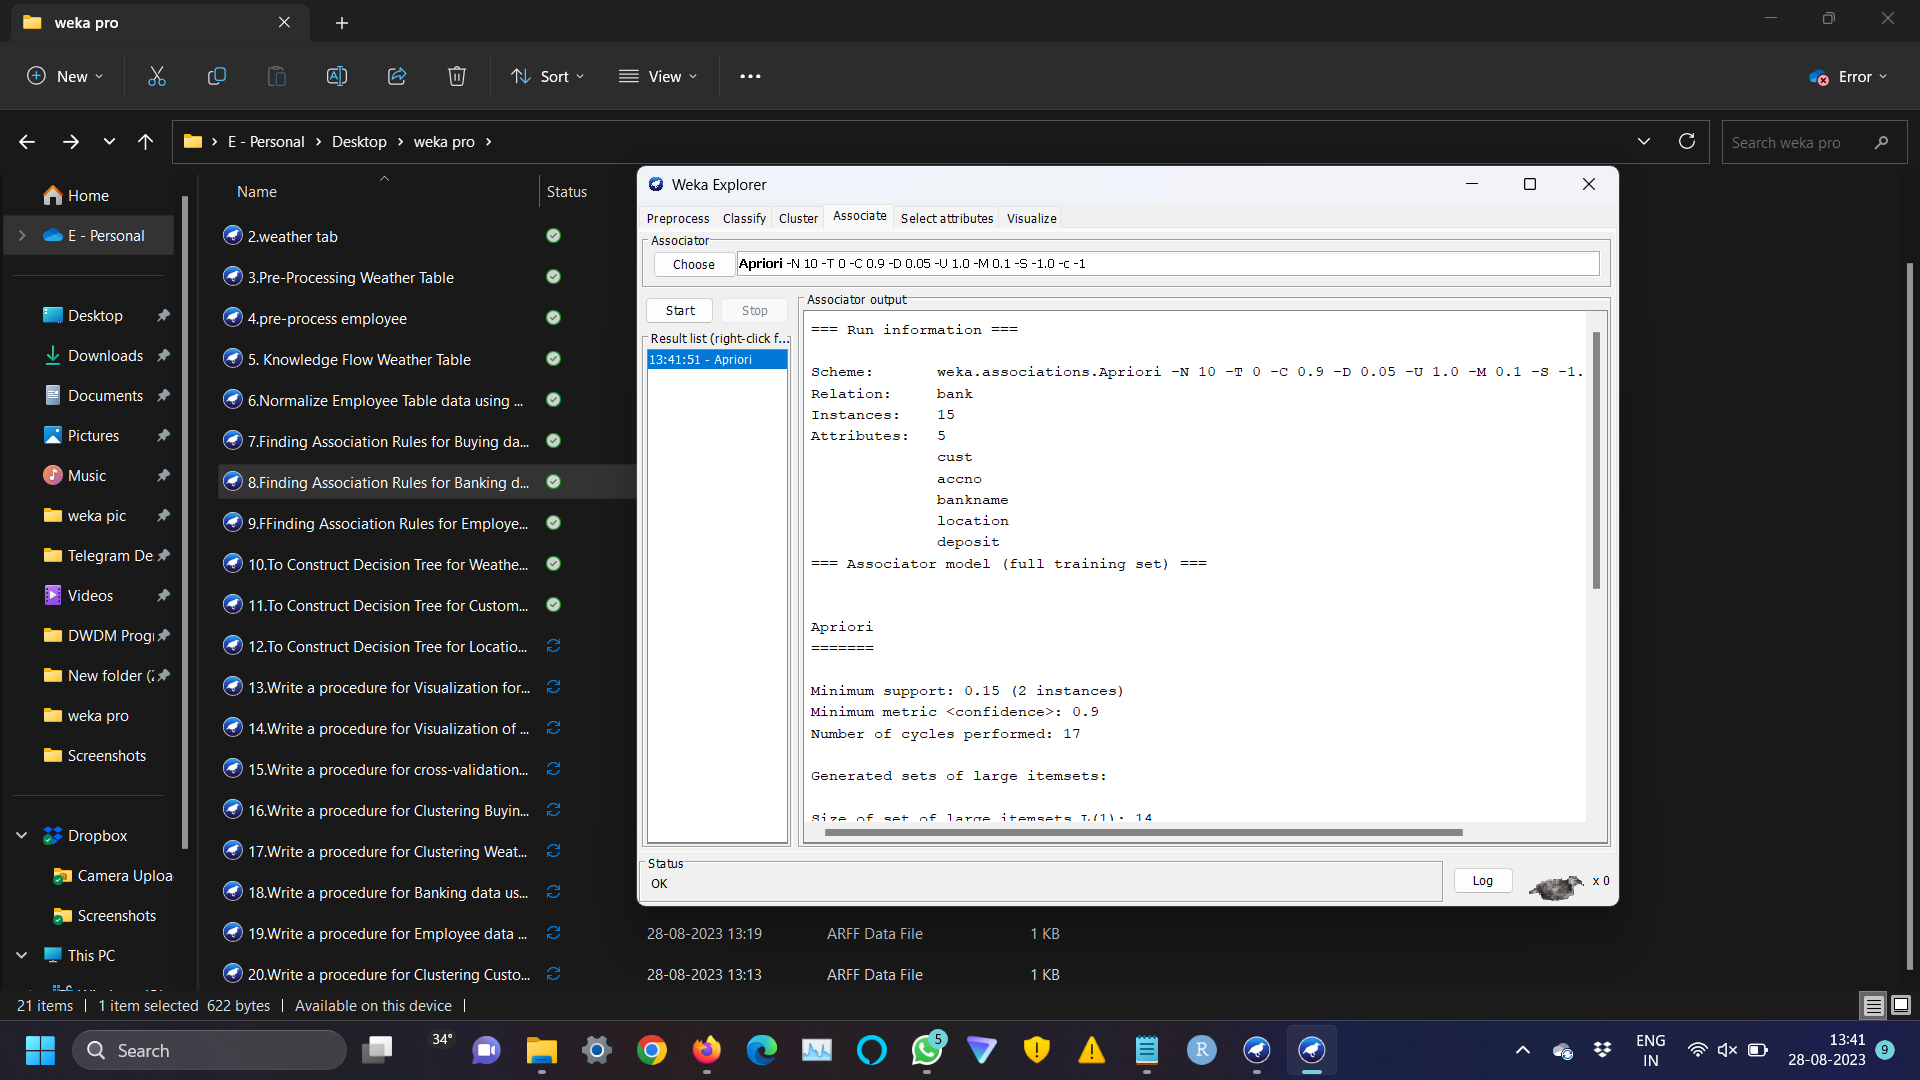 weka pro
New
Sort
View
Error
E - Personal
Desktop
weka pro
Search weka pro
Home
E - Personal
Desktop
Downloads
Documents
Pictures
Music
weka pic
Telegram De
Videos
DWDM Progr
New folder (2
weka pro
Screenshots
Dropbox
Camera Uploa
Screenshots
This PC
Name
Status
2.weather tab
3.Pre-Processing Weather Table
4.pre-process employee
5. Knowledge Flow Weather Table
6.Normalize Employee Table data using ...
7.Finding Association Rules for Buying da...
8.Finding Association Rules for Banking d...
9.FFinding Association Rules for Employe...
10.To Construct Decision Tree for Weathe...
11.To Construct Decision Tree for Custom...
12.To Construct Decision Tree for Locatio...
13.Write a procedure for Visualization for...
14.Write a procedure for Visualization of ...
15.Write a procedure for cross-validation...
16.Write a procedure for Clustering Buyin...
17.Write a procedure for Clustering Weat...
18.Write a procedure for Banking data us...
19.Write a procedure for Employee data ...
28-08-2023 13:19 ARFF Data File 1 KB
20.Write a procedure for Clustering Custo...
28-08-2023 13:13 ARFF Data File 1 KB
Weka Explorer
Preprocess Classify Cluster Associate Select attributes Visualize
Associator
Choose
Apriori -N 10 -T 0 -C 0.9 -D 0.05 -U 1.0 -M 0.1 -S -1.0 -c -1
Start
Stop
Result list (right-click f...
13:41:51 - Apriori
Associator output
=== Run information ===
Scheme: weka.associations.Apriori -N 10 -T 0 -C 0.9 -D 0.05 -U 1.0 -M 0.1 -S -1.
Relation: bank
Instances: 15
Attributes: 5
cust
accno
bankname
location
deposit
=== Associator model (full training set) ===
Apriori
=======
Minimum support: 0.15 (2 instances)
Minimum metric <confidence>: 0.9
Number of cycles performed: 17
Generated sets of large itemsets:
Size of set of large itemsets L(1): 14
Status
OK
Log
x 0
21 items
1 item selected 622 bytes
Available on this device
Search
34°
5
R
ENG
IN
13:41
28-08-2023
9